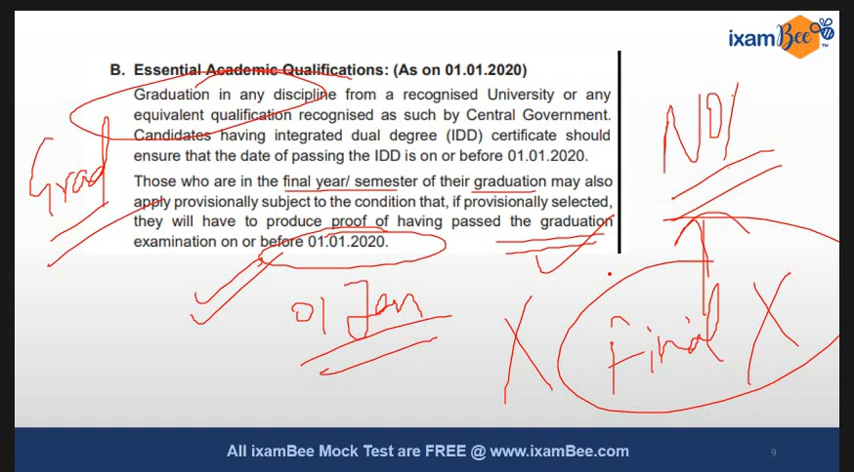 ixamBee
B. Essential Academic Qualifications: (As on 01.01.2020)
Graduation in any discipline from a recognised University or any
equivalent qualification recognised as such by Central Government.
Candidates having integrated dual degree (IDD) certificate should
ensure that the date of passing the IDD is on or before 01.01.2020.
Those who are in the final year/ semester of their graduation may also
apply provisionally subject to the condition that, if provisionally selected,
they will have to produce proof of having passed the graduation
examination on or before 01.01.2020.
Grad
01 Jan
Final
All ixamBee Mock Test are FREE @ www.ixamBee.com
9